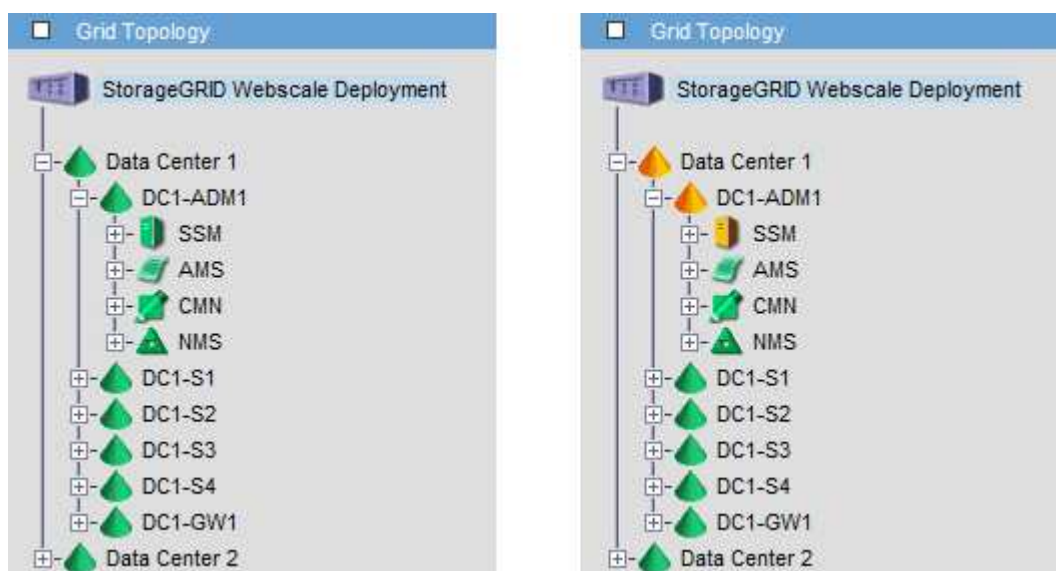 Grid Topology
StorageGRID Webscale Deployment
Data Center 1
DC1-ADM1
SSM
AMS
CMN
NMS
DC1-S1
DC1-S2
DC1-S3
DC1-S4
DC1-GW1
Data Center 2
Grid Topology
StorageGRID Webscale Deployment
Data Center 1
DC1-ADM1
SSM
AMS
CMN
NMS
DC1-S1
DC1-S2
DC1-S3
DC1-S4
DC1-GW1
Data Center 2